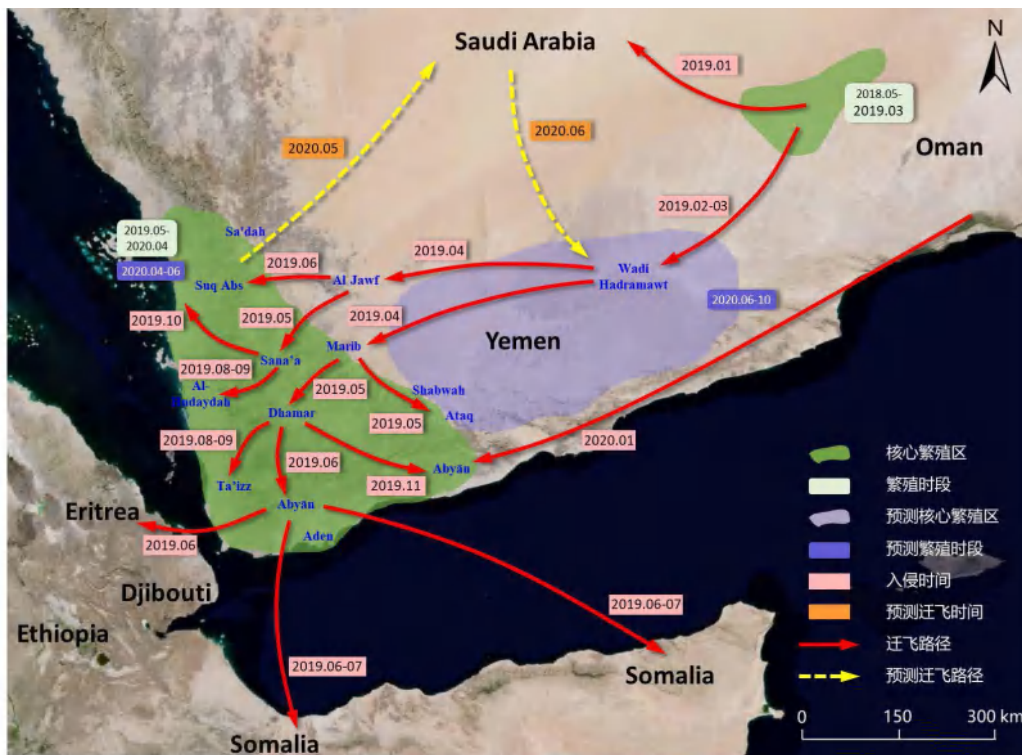 Saudi Arabia
N
2019.01
2018.05-
2019.03
2020.05
2020.06
Oman
2019.02-03
2019.05-
2020.04
Sa'dah
2020.04-06
2019.06
2019.04
Wadi
Hadramawt
Suq Abs
Al Jawf
2020.06-10
2019.10
2019.05
2019.04
Yemen
Marib
Sana'a
2019.08-09
Al-
Hudaydah
2019.05
Shabwah
Dhamar
2019.05
Ataq
2019.08-09
2020.01
2019.06
Abyān
Ta'izz
2019.11
Eritrea
Abyān
2019.06
Aden
Djibouti
Ethiopia
2019.06-07
2019.06-07
Somalia
Somalia
核心繁殖区
繁殖时段
预测核心繁殖区
预测繁殖时段
入侵时间
预测迁飞时间
迁飞路径
预测迁飞路径
0 150 300 km